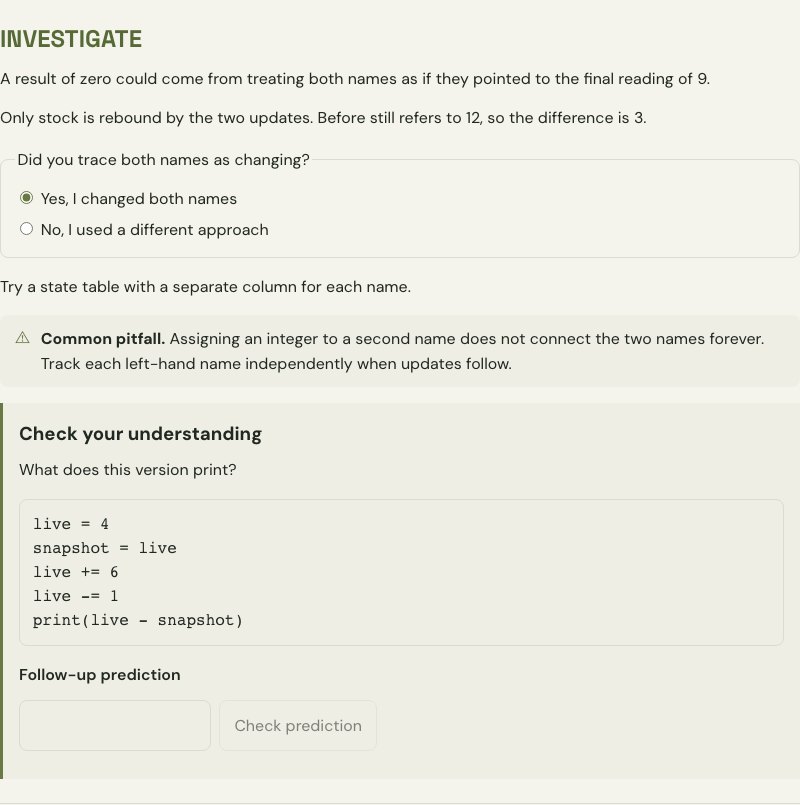 INVESTIGATE
A result of zero could come from treating both names as if they pointed to the final reading of 9.
Only stock is rebound by the two updates. Before still refers to 12, so the difference is 3.
Did you trace both names as changing?
Yes, I changed both names
No, I used a different approach
Try a state table with a separate column for each name.
⚠ Common pitfall. Assigning an integer to a second name does not connect the two names forever.
Track each left-hand name independently when updates follow.
Check your understanding
What does this version print?
live = 4
snapshot = live
live += 6
live -= 1
print(live - snapshot)
Follow-up prediction
Check prediction